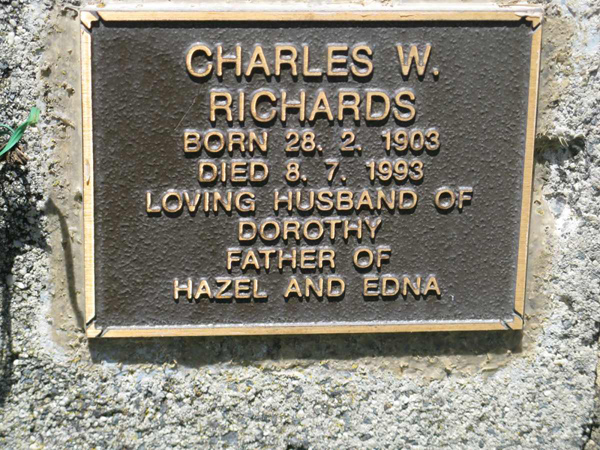 CHARLES W.
RICHARDS
BORN 28. 2. 1903
DIED 8. 7. 1993
LOVING HUSBAND OF
DOROTHY
FATHER OF
HAZEL AND EDNA